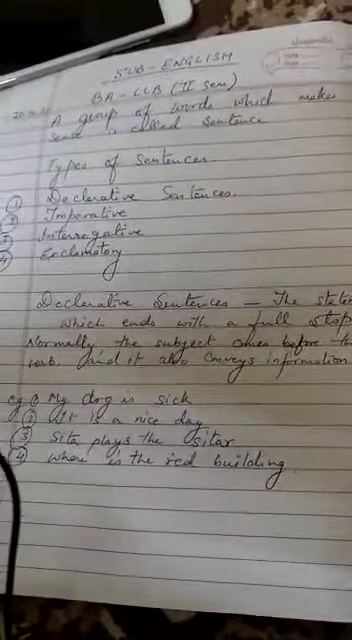 SUB - ENGLISH
BA - LLB (II Sem)
A group of words which makes
sense is called sentence
Types of Sentences.
① Declarative Sentences.
② Imperative
③ Interrogative
④ Exclamatory
Declarative Sentences — The state
which ends with a full stop
Normally the subject comes before th
verb. and it also conveys information
eg ① My dog is sick
② It is a nice day
③ Sita plays the Sitar
④ where is the red building